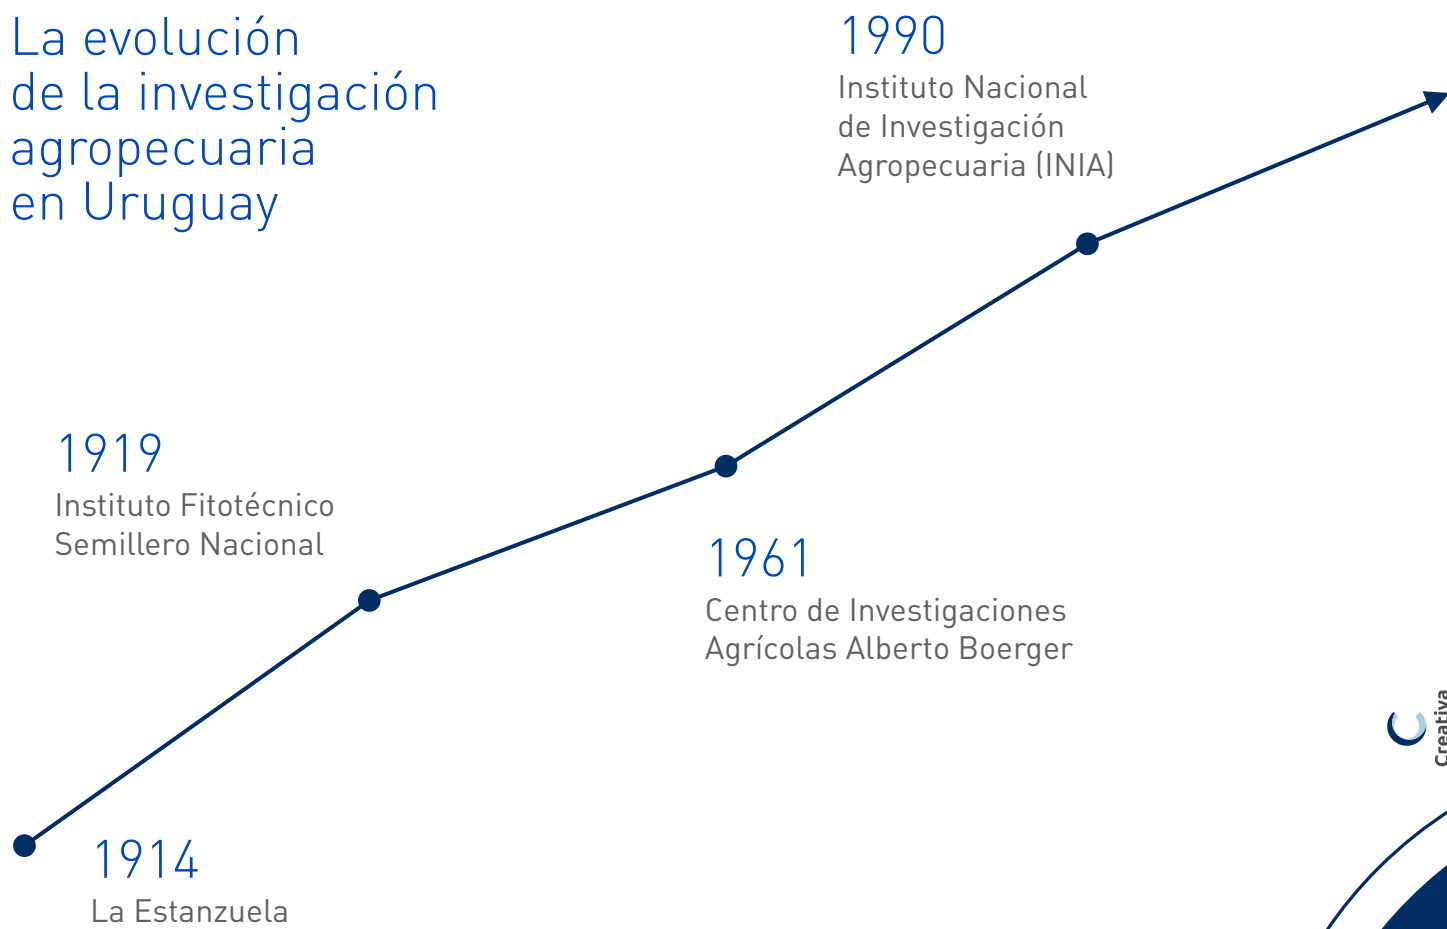 La evolución
de la investigación
agropecuaria
en Uruguay
1990
Instituto Nacional
de Investigación
Agropecuaria (INIA)
1919
Instituto Fitotécnico
Semillero Nacional
1961
Centro de Investigaciones
Agrícolas Alberto Boerger
1914
La Estanzuela
Creativa